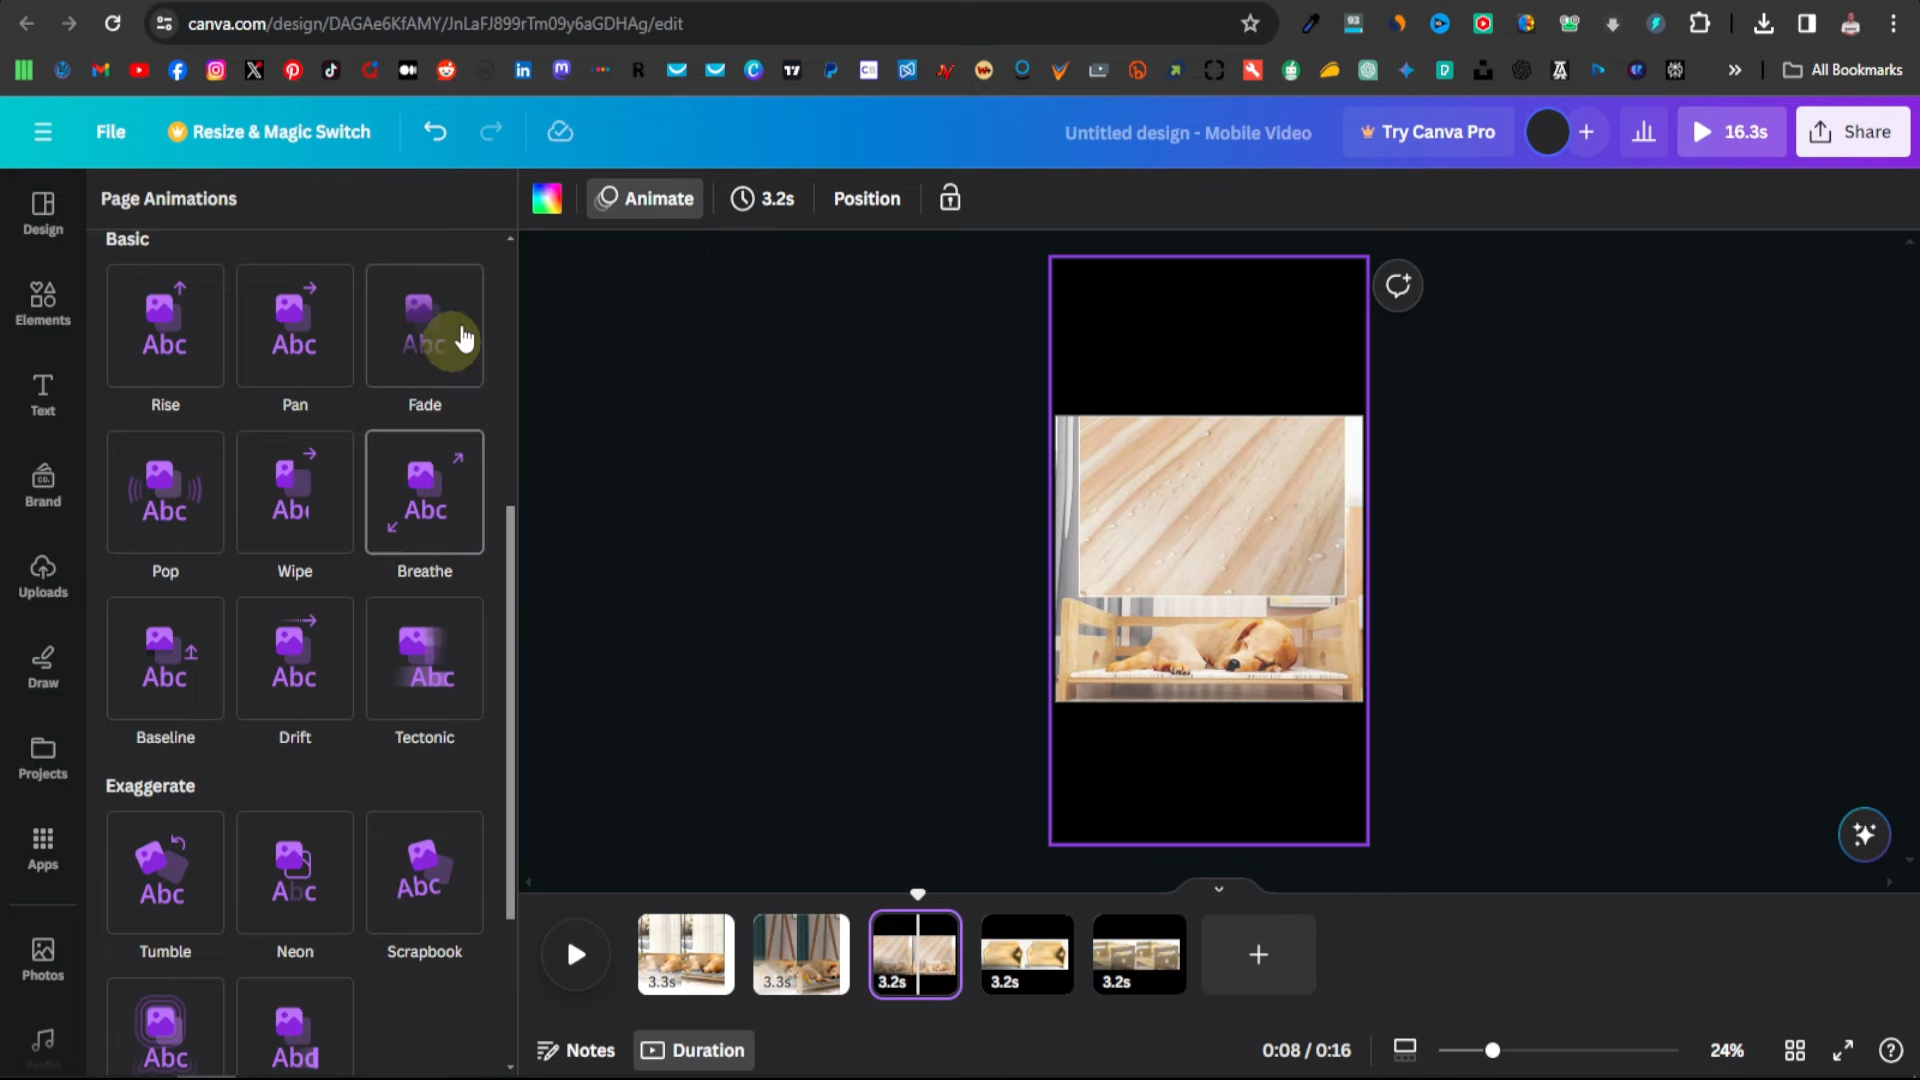 canva.com/design/DAGAe6KfAMY/JnLaFJ899rTm09y6aGDHAg/edit
93
All Bookmarks
File
Resize & Magic Switch
Untitled design - Mobile Video
Try Canva Pro
16.3s
Share
Design
Elements
Text
Brand
Uploads
Draw
Projects
Apps
Photos
Audio
Page Animations
Animate
3.2s
Position
Basic
Abc
Abc
Abc
Rise
Pan
Fade
Abc
Abc
Abc
Pop
Wipe
Breathe
Abc
Abc
Abc
Baseline
Drift
Tectonic
Exaggerate
Abc
Abc
Abc
Tumble
Neon
Scrapbook
Abc
Abc
3.3s
3.3s
3.2s
3.2s
3.2s
Notes
Duration
0:08 / 0:16
24%